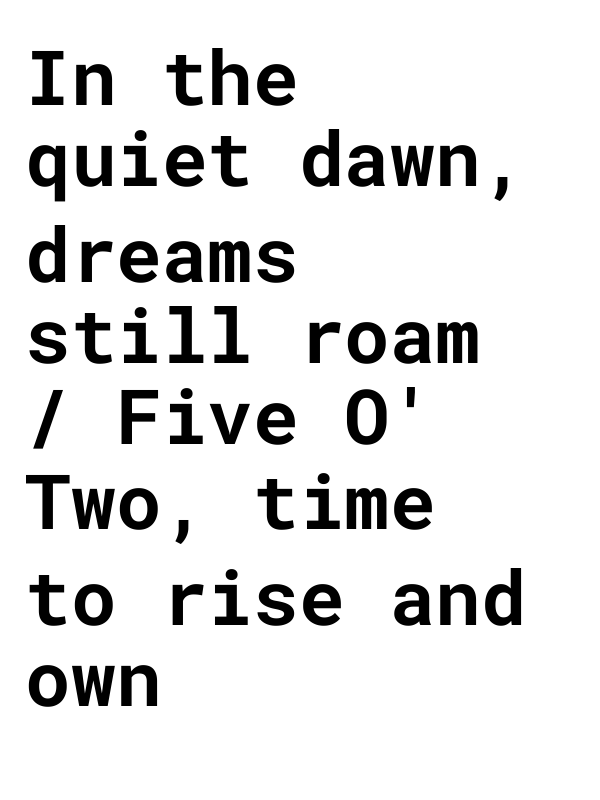 In the
quiet dawn,
dreams
still roam
/ Five O'
Two, time
to rise and
own